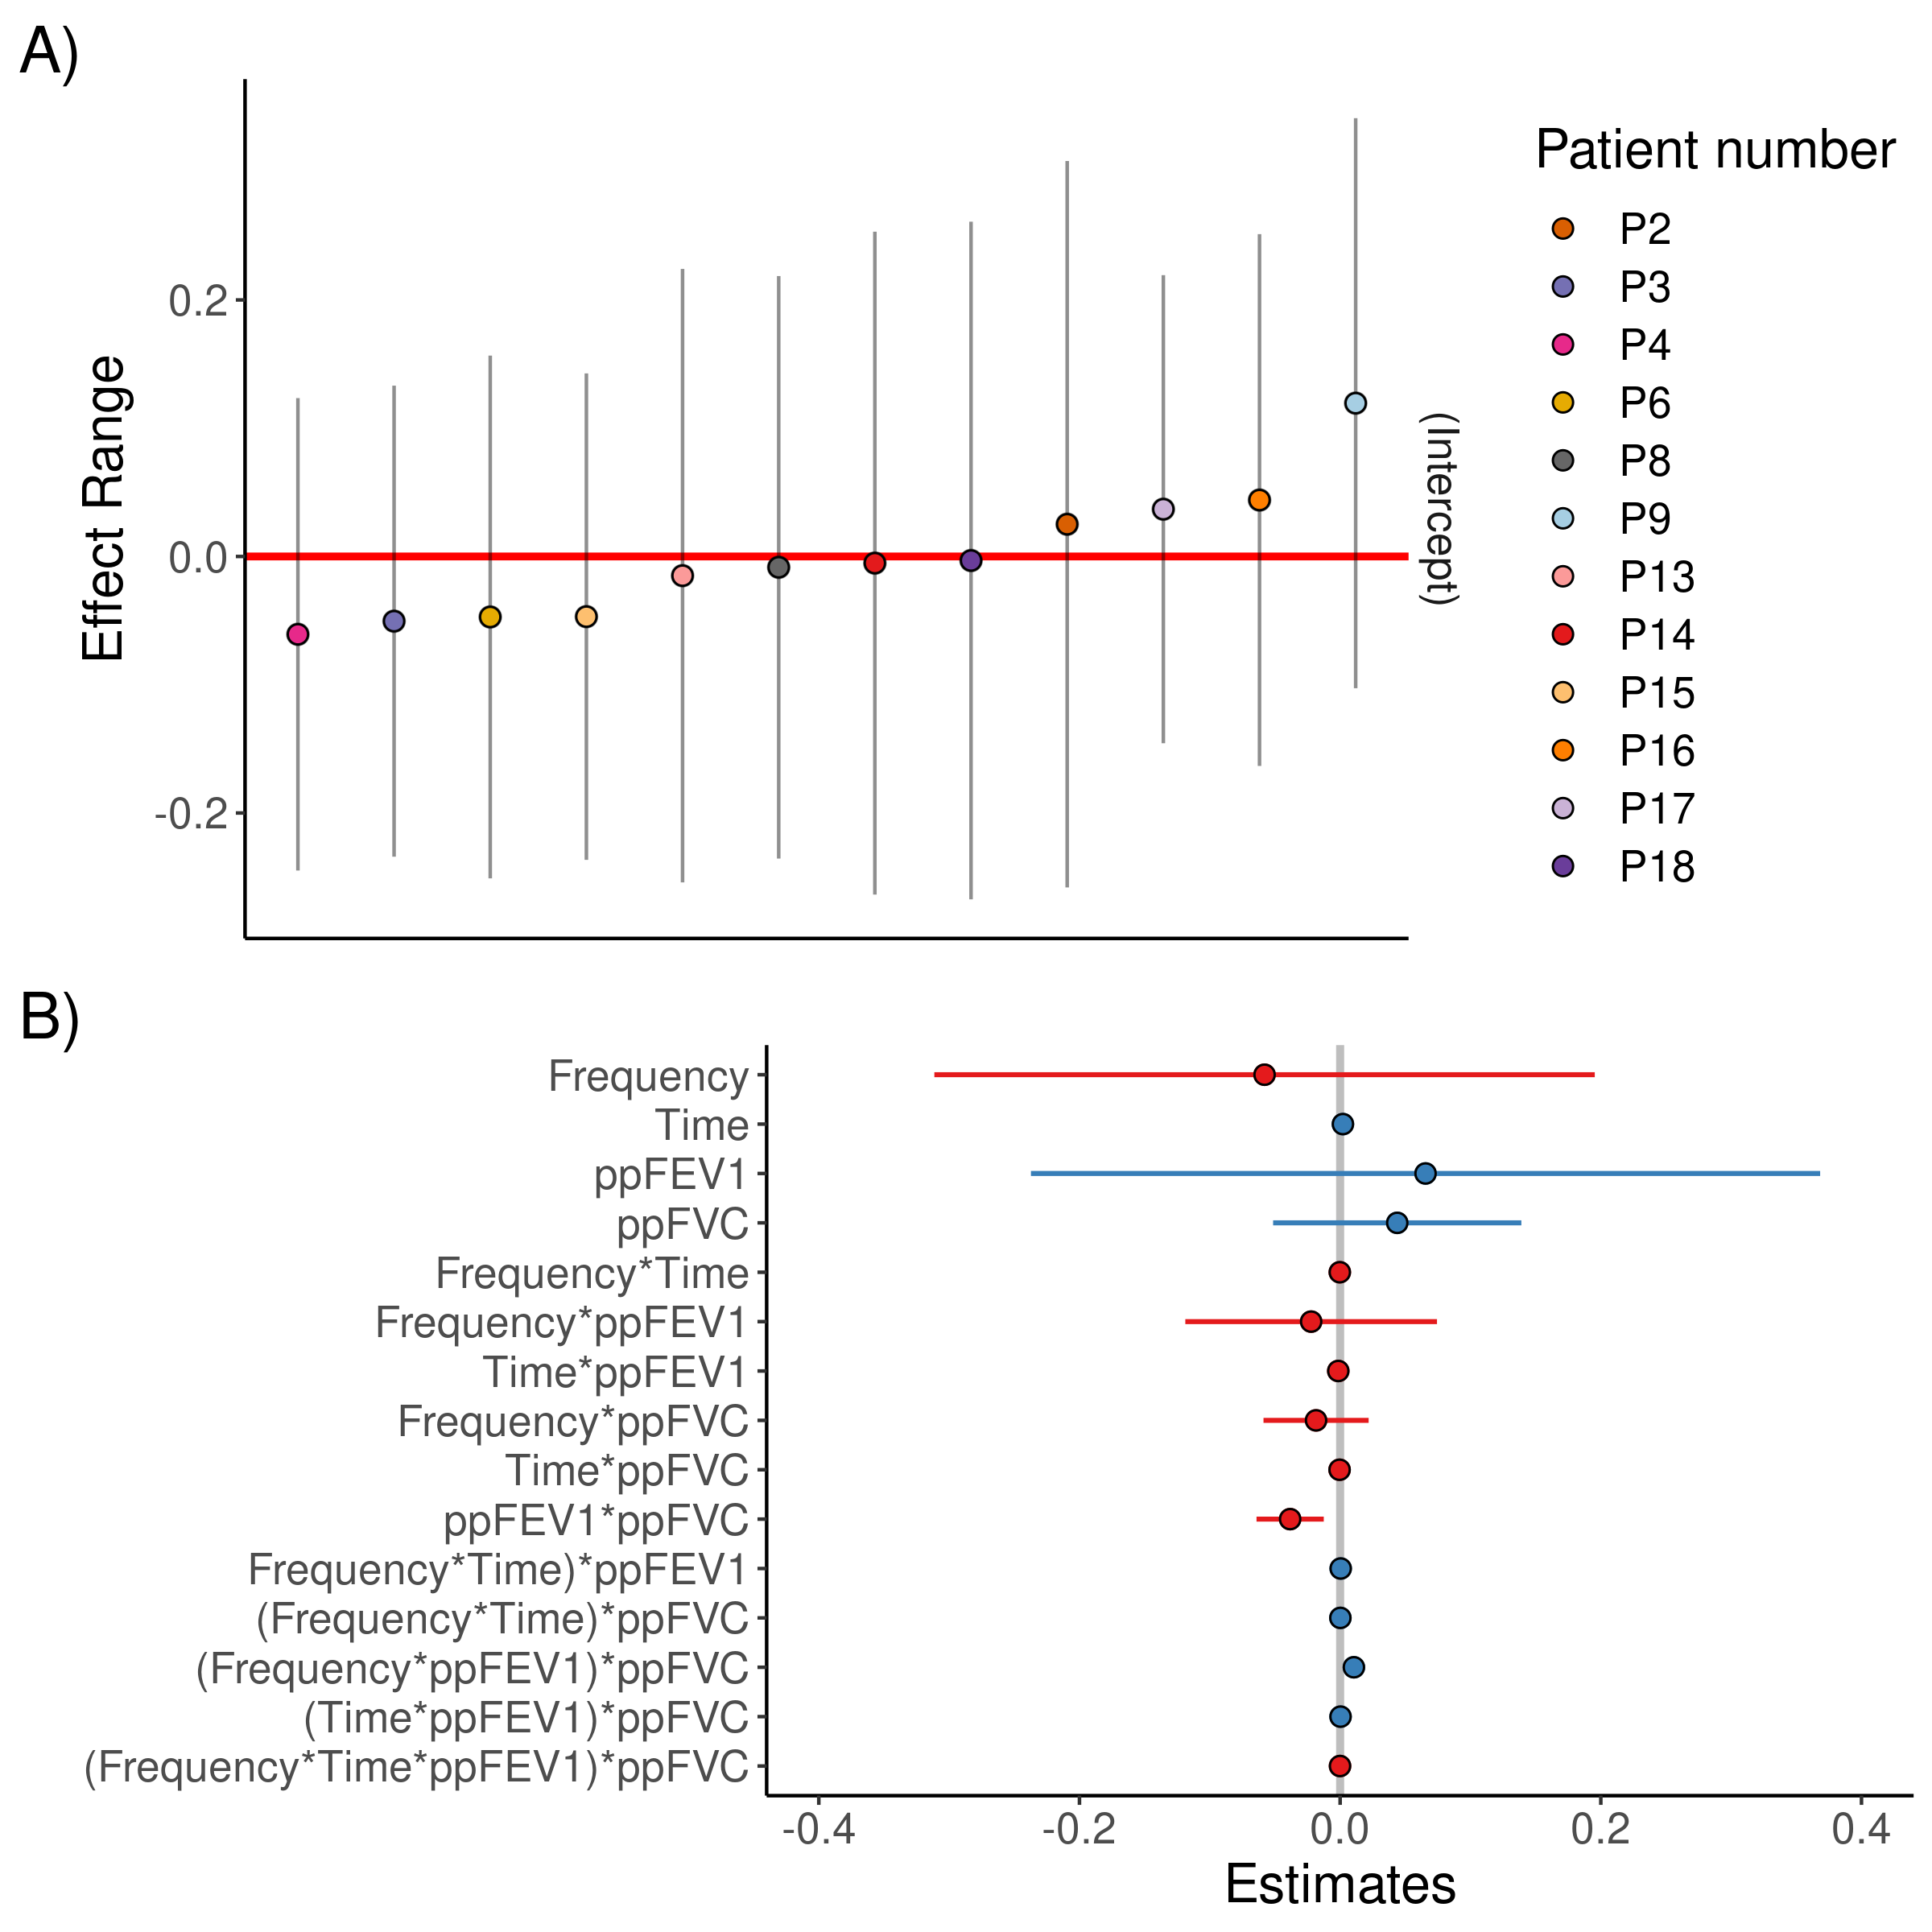 A)
Effect Range
0.2
0.0
-0.2
(Intercept)
Patient number
P2
P3
P4
P6
P8
P9
P13
P14
P15
P16
P17
P18
B)
Frequency
Time
ppFEV1
ppFVC
Frequency*Time
Frequency*ppFEV1
Time*ppFEV1
Frequency*ppFVC
Time*ppFVC
ppFEV1*ppFVC
Frequency*Time)*ppFEV1
(Frequency*Time)*ppFVC
(Frequency*ppFEV1)*ppFVC
(Time*ppFEV1)*ppFVC
(Frequency*Time*ppFEV1)*ppFVC
-0.4 -0.2 0.0 0.2 0.4
Estimates